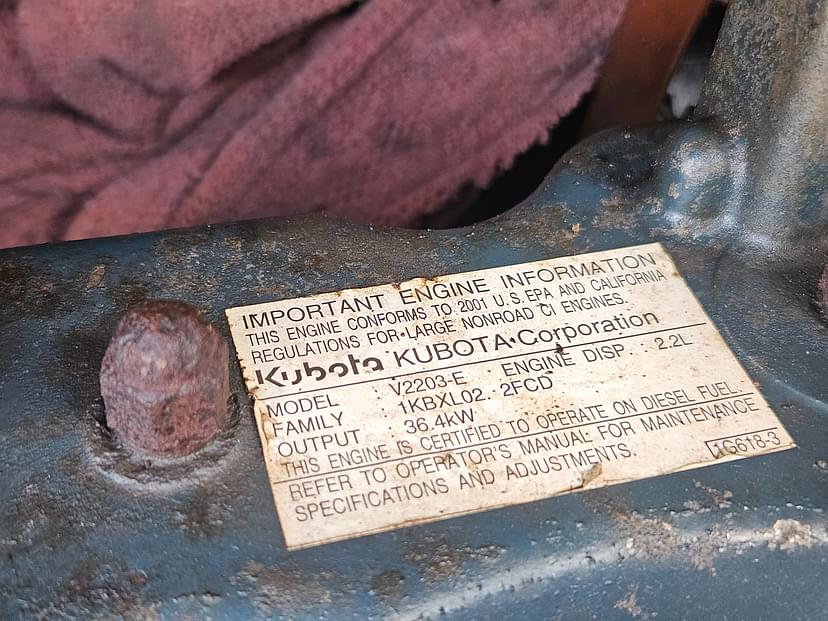 IMPORTANT ENGINE INFORMATION
THIS ENGINE CONFORMS TO 2001 U.S. EPA AND CALIFORNIA
REGULATIONS FOR LARGE NONROAD CI ENGINES.
Kubota KUBOTA Corporation
MODEL : V2203-E ENGINE DISP : 2.2L
FAMILY : 1KBXL02.2FCD
OUTPUT : 36.4kW
THIS ENGINE IS CERTIFIED TO OPERATE ON DIESEL FUEL.
REFER TO OPERATOR'S MANUAL FOR MAINTENANCE
SPECIFICATIONS AND ADJUSTMENTS.
1G618-3